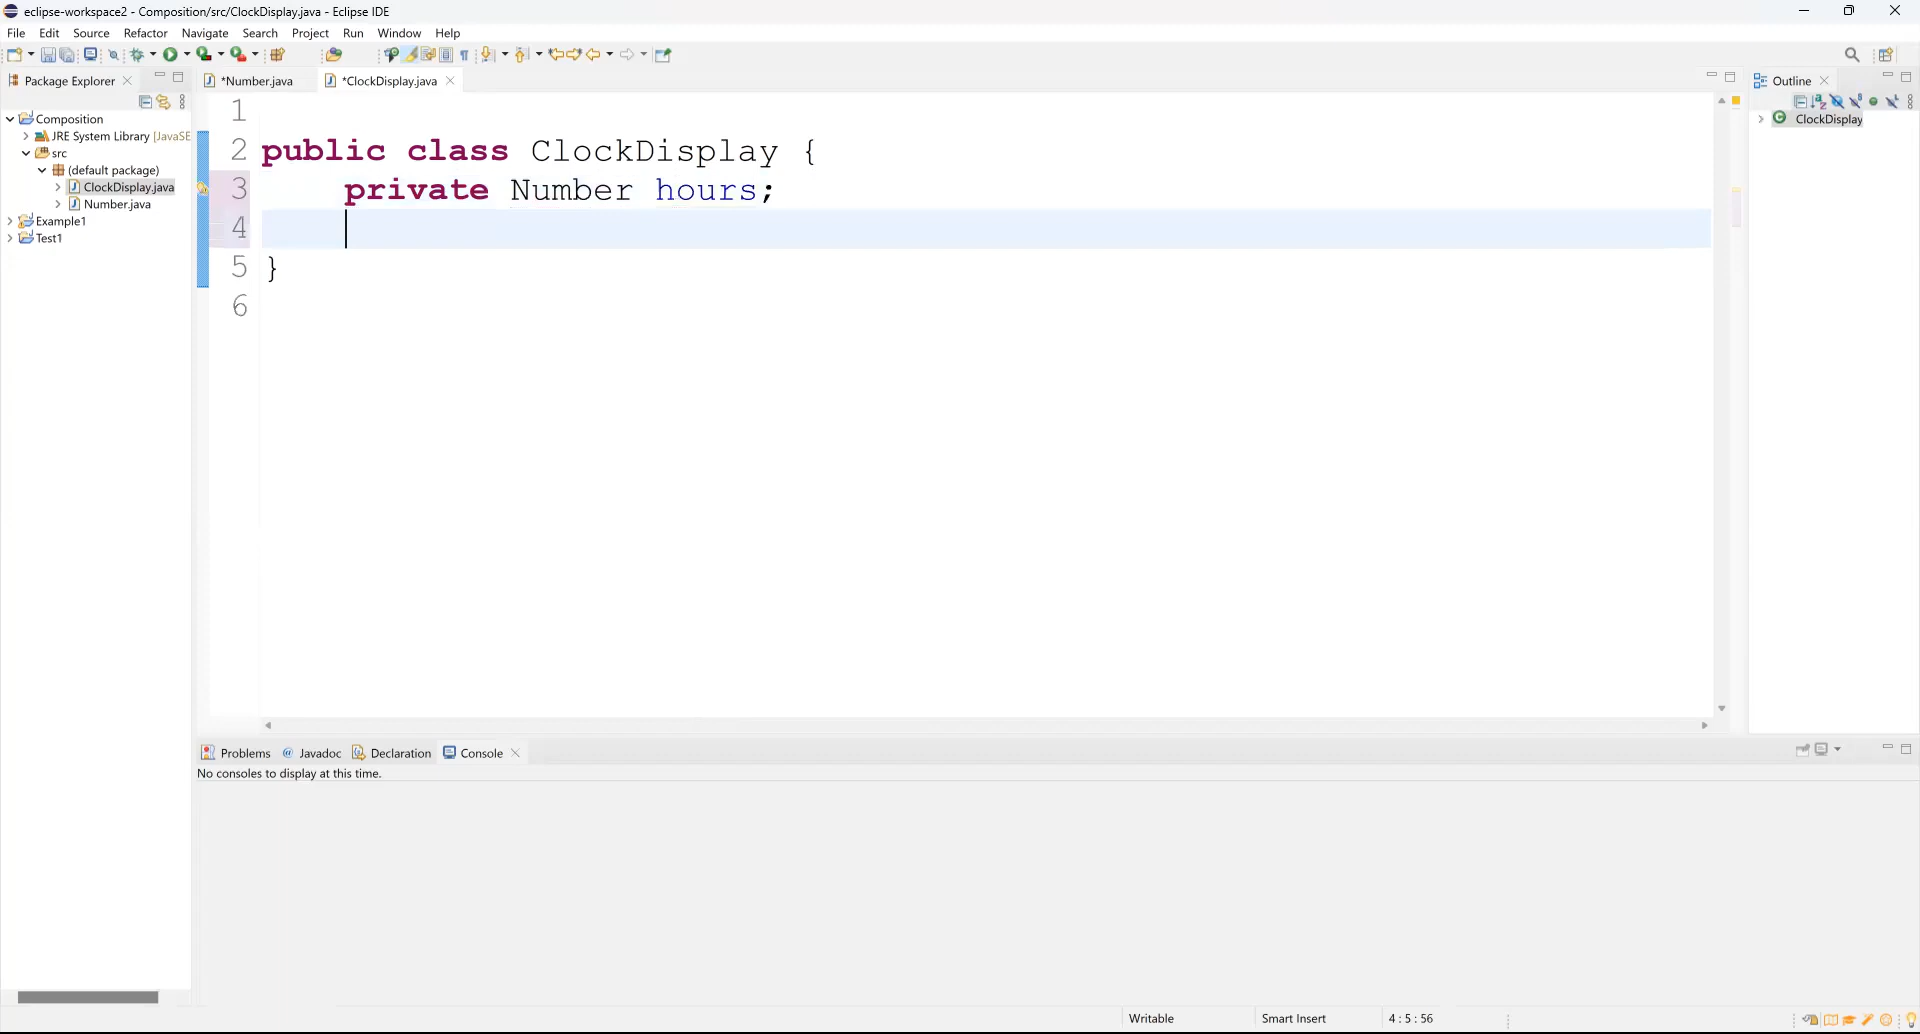 eclipse-workspace2 - Composition/src/ClockDisplay.java - Eclipse IDE
File Edit Source Refactor Navigate Search Project Run Window Help
Package Explorer
*Number.java
*ClockDisplay.java
Outline
Composition
JRE System Library [JavaSE
src
(default package)
ClockDisplay.java
Number.java
Example1
Test1
1
2 public class ClockDisplay {
3 private Number hours;
4
5 }
6
ClockDisplay
Problems Javadoc Declaration Console
No consoles to display at this time.
Writable
Smart Insert
4 : 5 : 56